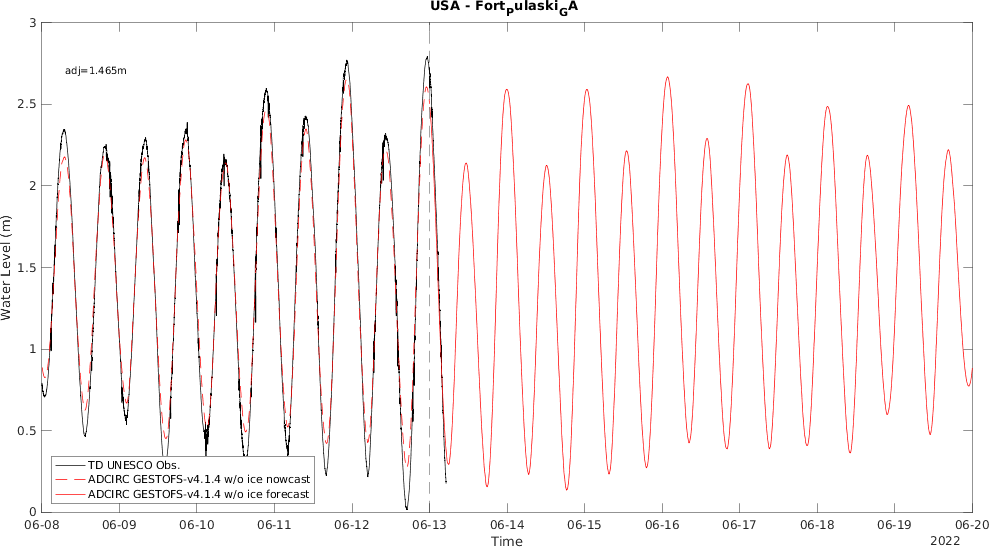 USA - FortPulaskiGA
adj=1.465m
3
2.5
2
1.5
1
0.5
0
Water Level (m)
TD UNESCO Obs.
ADCIRC GESTOFS-v4.1.4 w/o ice nowcast
ADCIRC GESTOFS-v4.1.4 w/o ice forecast
06-08 06-09 06-10 06-11 06-12 06-13 06-14 06-15 06-16 06-17 06-18 06-19 06-20
Time
2022